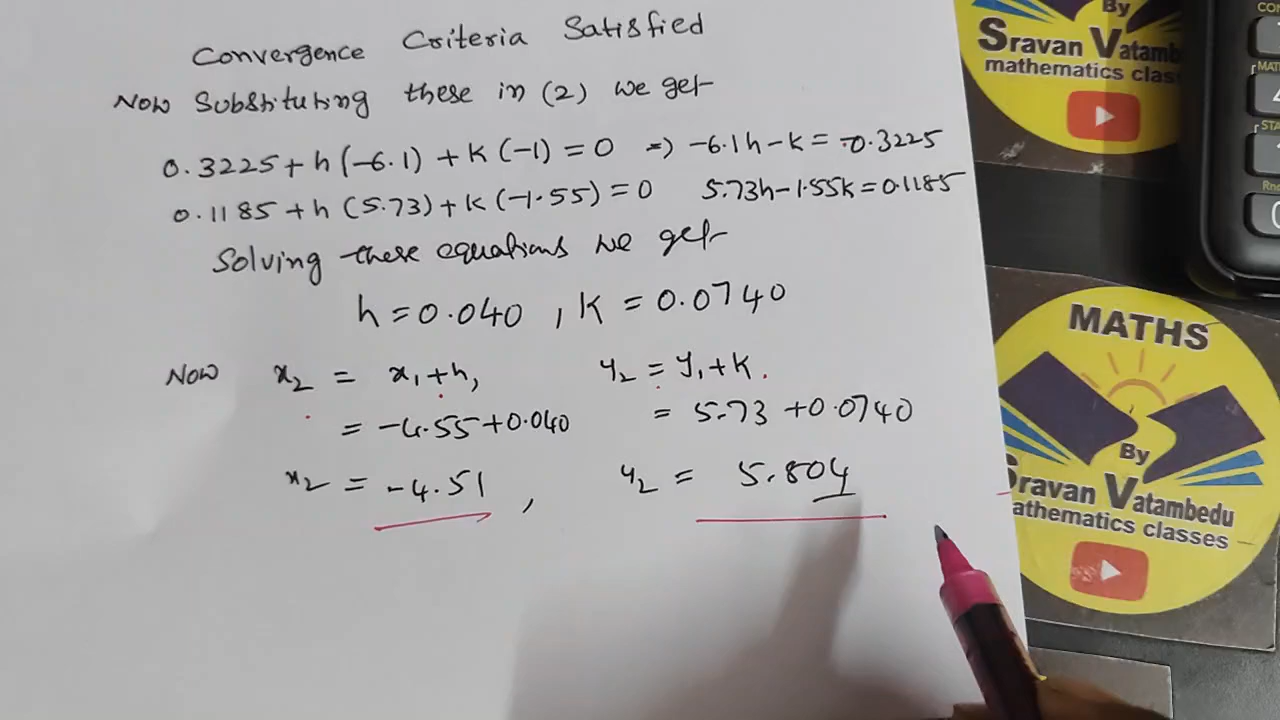 Convergence Criteria Satisfied
Now Substituting these in (2) we get
0.3225 + h(-6.1) + k(-1) = 0 => -6.1h - k = -0.3225
0.1185 + h(5.73) + k(-1.55) = 0 5.73h - 1.55k = 0.1185
Solving these equations we get
h = 0.040 , k = 0.0740
Now x₂ = x₁ + h, y₂ = y₁ + k.
= -4.55 + 0.040 = 5.73 + 0.0740
x₂ = -4.51 , y₂ = 5.804
By
Sravan Vatambedu
mathematics class
MATHS
By
Sravan Vatambedu
mathematics classes